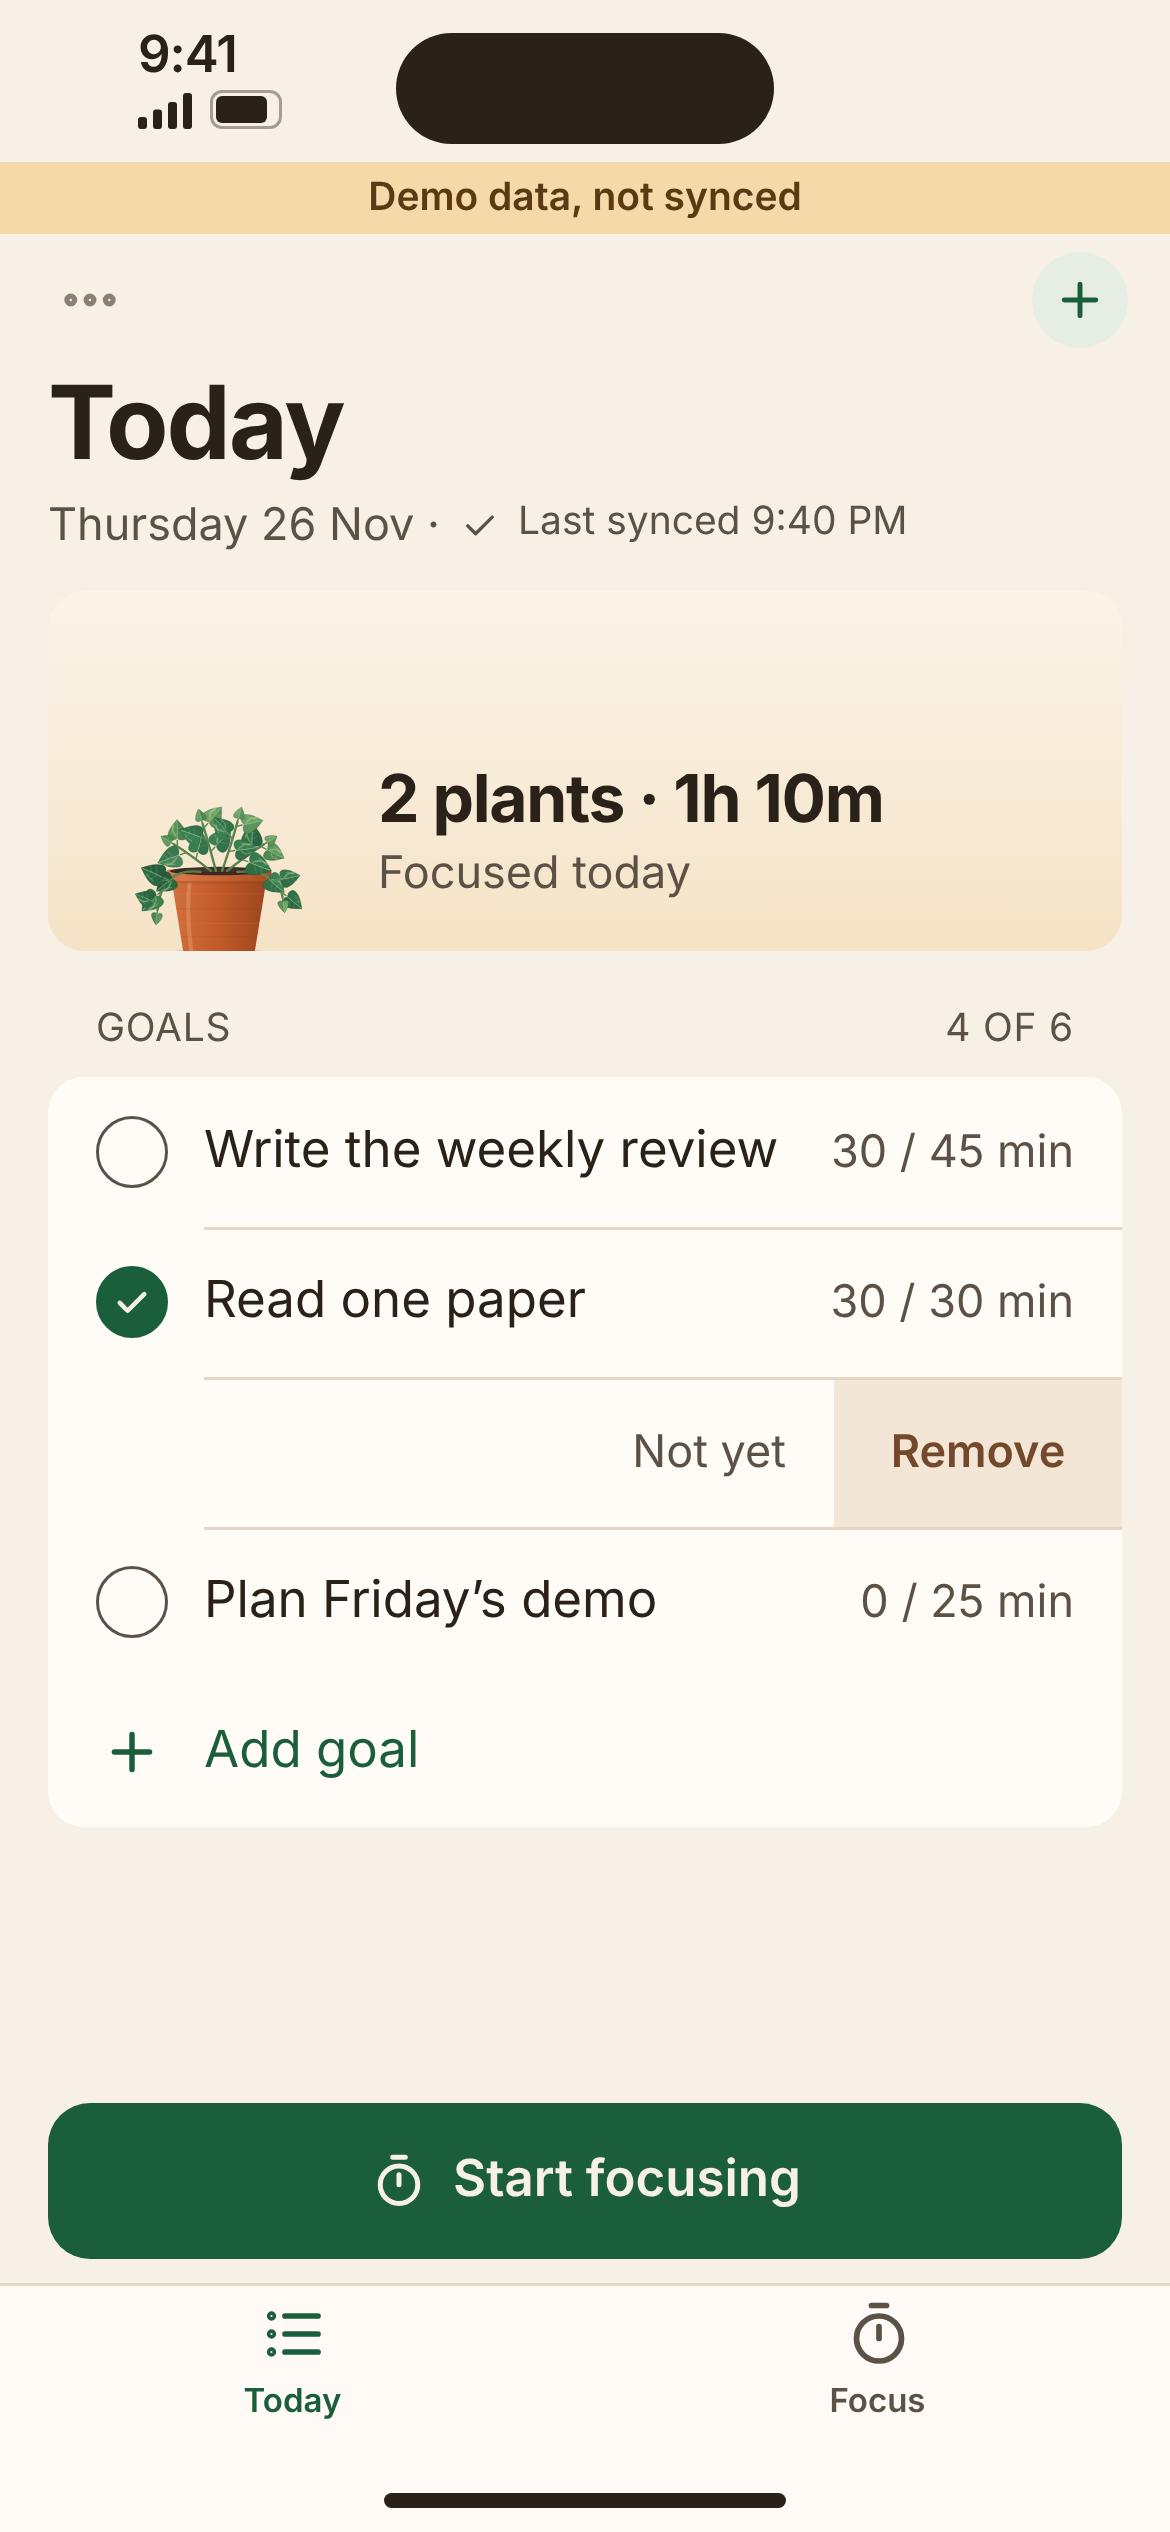 9:41
Demo data, not synced
Today
Thursday 26 Nov · Last synced 9:40 PM
2 plants · 1h 10m
Focused today
GOALS 4 OF 6
Write the weekly review 30 / 45 min
Read one paper 30 / 30 min
Not yet Remove
Plan Friday’s demo 0 / 25 min
Add goal
Start focusing
Today Focus